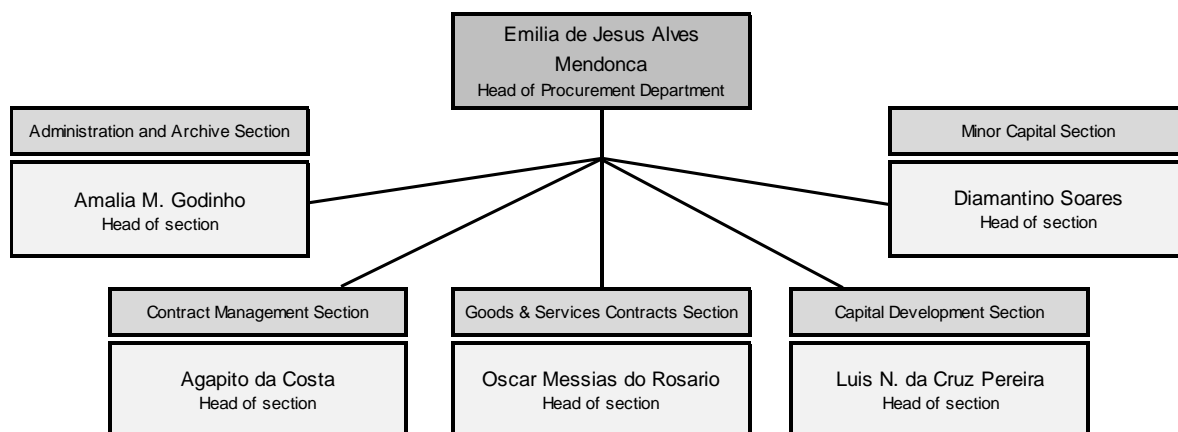 Emilia de Jesus Alves
Mendonca
Head of Procurement Department
Administration and Archive Section
Amalia M. Godinho
Head of section
Minor Capital Section
Diamantino Soares
Head of section
Contract Management Section
Agapito da Costa
Head of section
Goods & Services Contracts Section
Oscar Messias do Rosario
Head of section
Capital Development Section
Luis N. da Cruz Pereira
Head of section